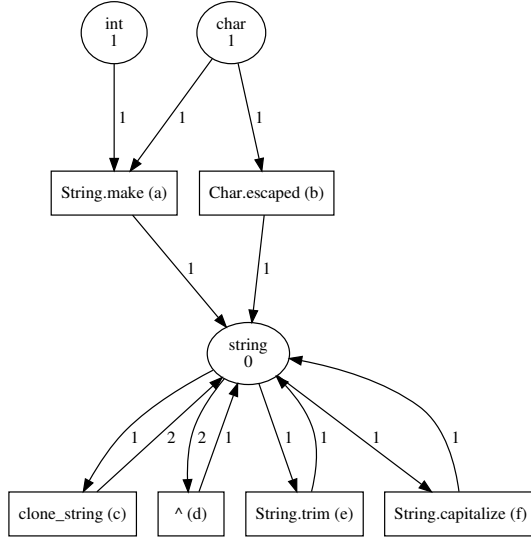 int
1
char
1
1
1
1
String.make (a)
Char.escaped (b)
1
1
string
0
1
2
2
1
1
1
1
1
clone_string (c)
^ (d)
String.trim (e)
String.capitalize (f)